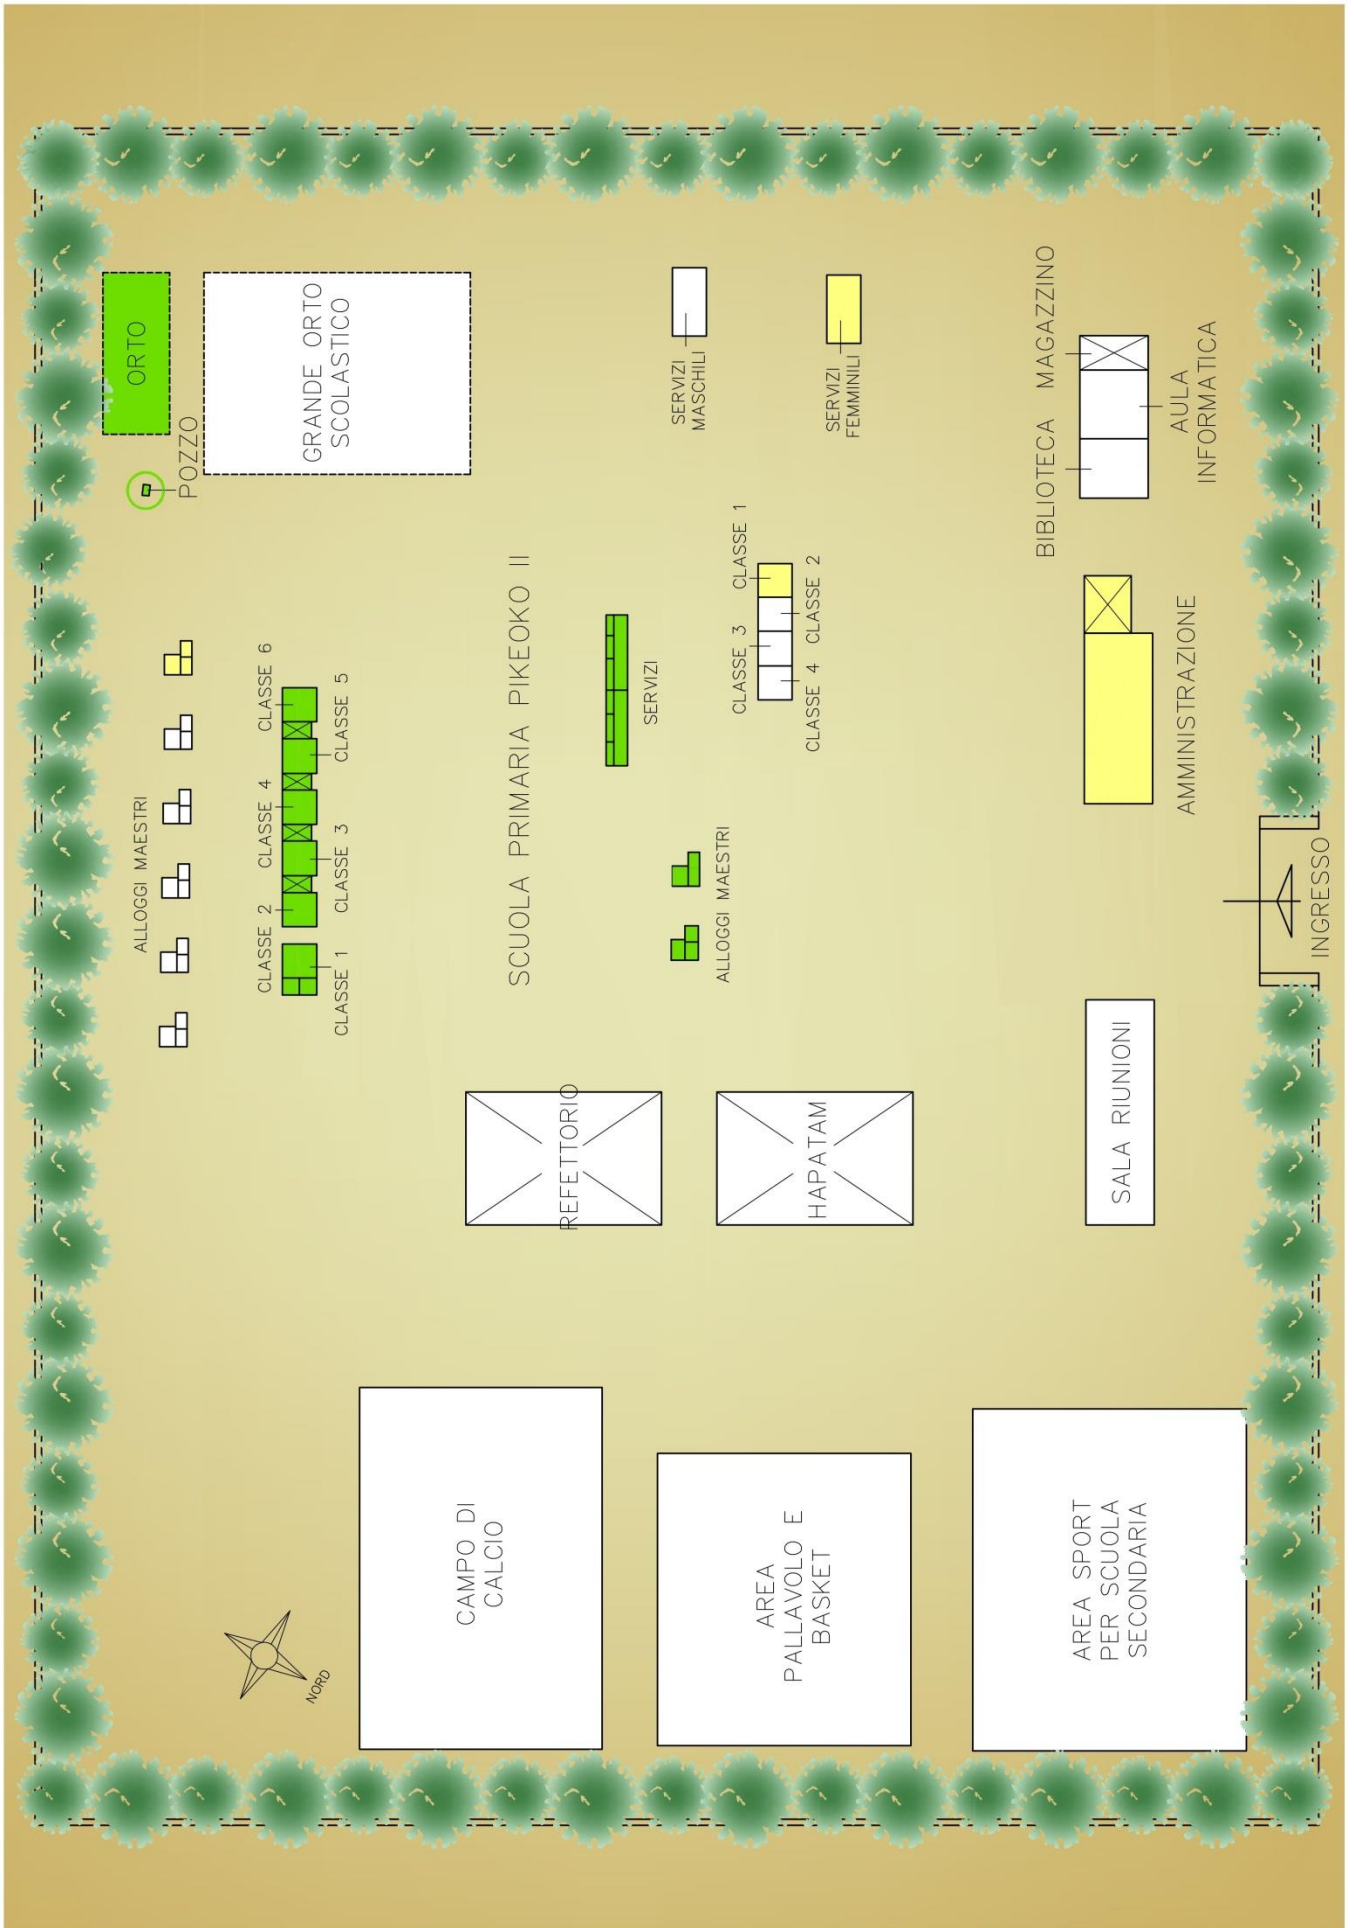 ORTO
POZZO
GRANDE ORTO
SCOLASTICO
ALLOGGI MAESTRI
CLASSE 2
CLASSE 4
CLASSE 6
CLASSE 1
CLASSE 3
CLASSE 5
SCUOLA PRIMARIA PIKEOKO II
SERVIZI
ALLOGGI MAESTRI
SERVIZI
MASCHILI
SERVIZI
FEMMINILI
CLASSE 3
CLASSE 1
CLASSE 4
CLASSE 2
BIBLIOTECA
MAGAZZINO
AULA
INFORMATICA
AMMINISTRAZIONE
INGRESSO
REFETTORIO
HAPATAM
SALA RIUNIONI
CAMPO DI
CALCIO
AREA
PALLAVOLO E
BASKET
AREA SPORT
PER SCUOLA
SECONDARIA
NORD